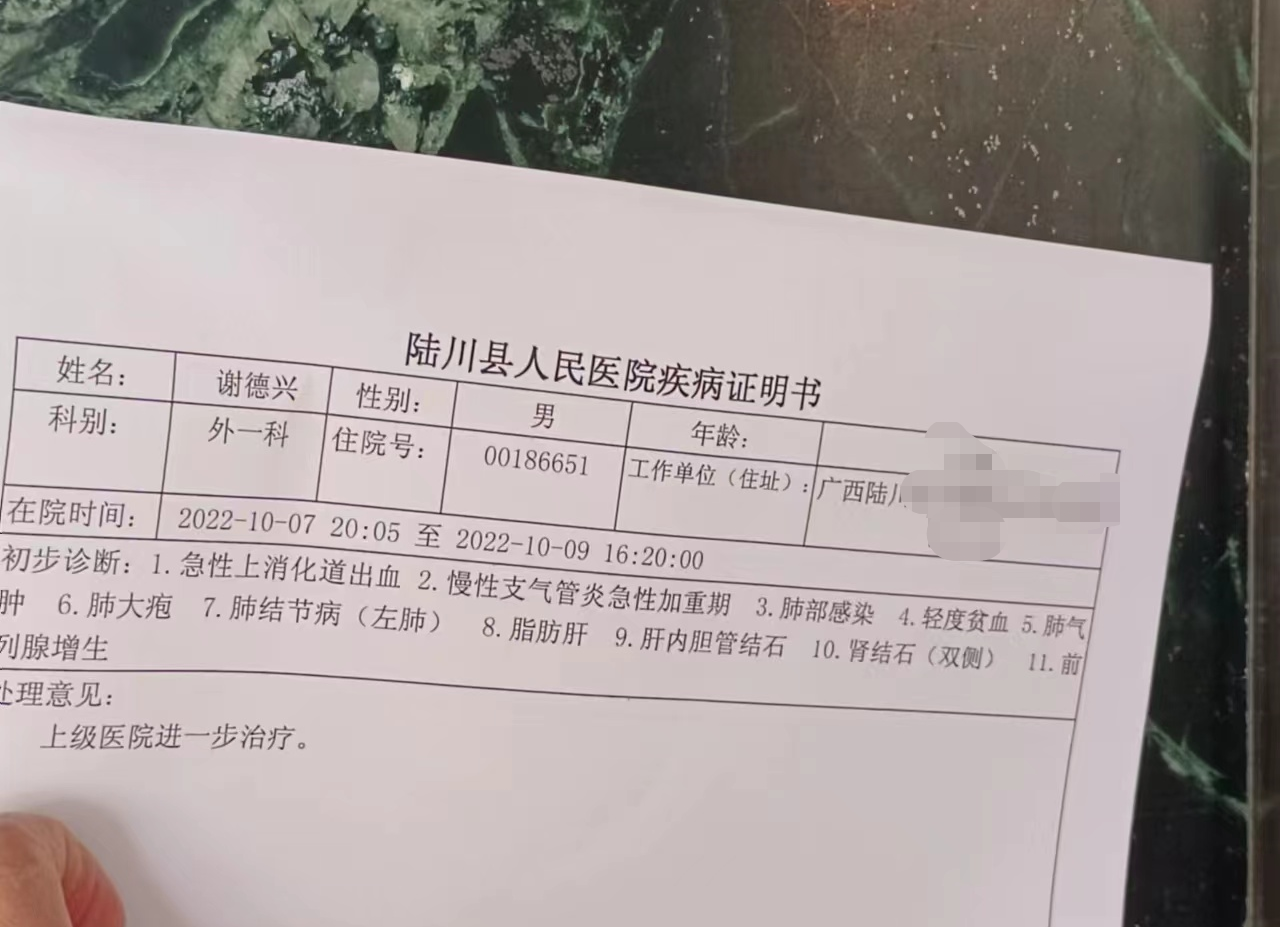 陆川县人民医院疾病证明书
姓名： 谢德兴 性别： 男 年龄：
科别： 外一科 住院号： 00186651 工作单位（住址）： 广西陆川
在院时间： 2022-10-07 20:05 至 2022-10-09 16:20:00
初步诊断：1.急性上消化道出血 2.慢性支气管炎急性加重期 3.肺部感染 4.轻度贫血 5.肺气
肿 6.肺大疱 7.肺结节病（左肺） 8.脂肪肝 9.肝内胆管结石 10.肾结石（双侧） 11.前
列腺增生
处理意见：
上级医院进一步治疗。